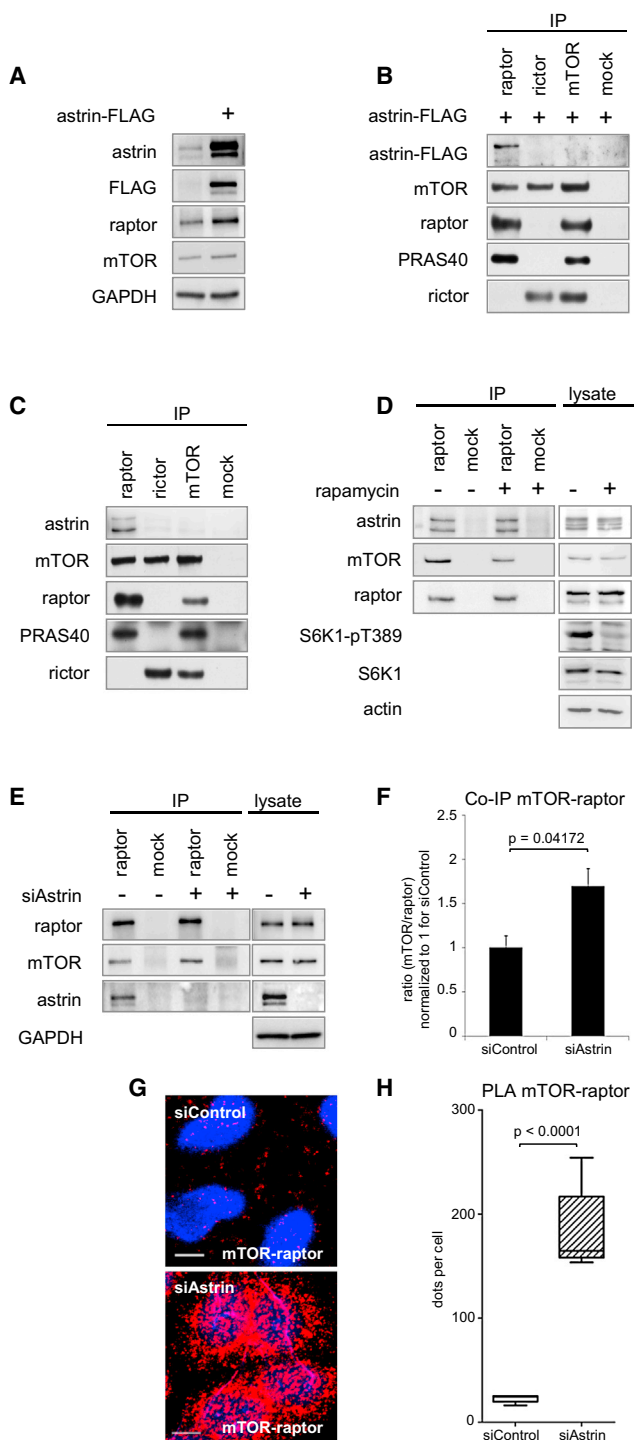 A
astrin-FLAG +
astrin
FLAG
raptor
mTOR
GAPDH
B
IP
raptor rictor mTOR mock
astrin-FLAG + + + +
astrin-FLAG
mTOR
raptor
PRAS40
rictor
C
IP
raptor rictor mTOR mock
astrin
mTOR
raptor
PRAS40
rictor
D
IP lysate
raptor mock raptor mock
rapamycin - - + + - +
astrin
mTOR
raptor
S6K1-pT389
S6K1
actin
E
IP lysate
raptor mock raptor mock
siAstrin - - + + - +
raptor
mTOR
astrin
GAPDH
F
Co-IP mTOR-raptor
p = 0.04172
ratio (mTOR/raptor)
normalized to 1 for siControl
2.5
2
1.5
1
0.5
0
siControl siAstrin
G
siControl
mTOR-raptor
siAstrin
mTOR-raptor
H
PLA mTOR-raptor
p < 0.0001
dots per cell
300
200
100
0
siControl siAstrin